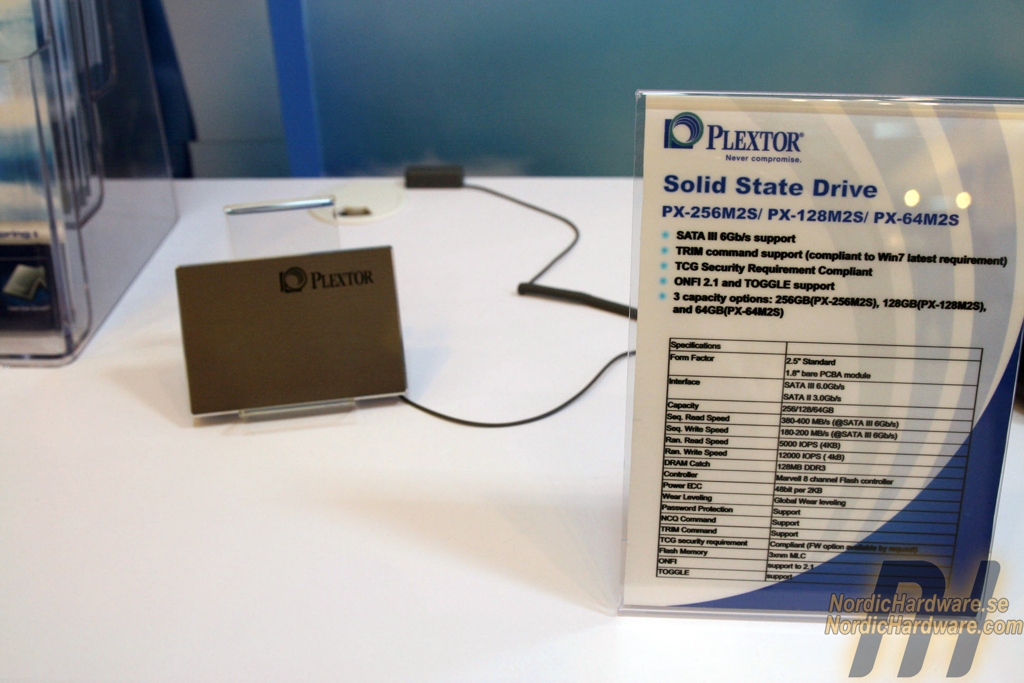 PLEXTOR
PLEXTOR®
Never compromise.
Solid State Drive
PX-256M2S/ PX-128M2S/ PX-64M2S
SATA III 6Gb/s support
TRIM command support (compliant to Win7 latest requirement)
TCG Security Requirement Compliant
ONFI 2.1 and TOGGLE support
3 capacity options: 256GB(PX-256M2S), 128GB(PX-128M2S),
and 64GB(PX-64M2S)
Specifications
Form Factor 2.5" Standard
1.8" bare PCBA module
Interface SATA III 6.0Gb/s
SATA II 3.0Gb/s
Capacity 256/128/64GB
Seq. Read Speed 380-400 MB/s (@SATA III 6Gb/s)
Seq. Write Speed 180-200 MB/s (@SATA III 6Gb/s)
Ran. Read Speed 5000 IOPS (4KB)
Ran. Write Speed 12000 IOPS ( 4kB)
DRAM Catch 128MB DDR3
Controller Marvell 8 channel Flash controller
Power ECC 48bit per 2KB
Wear Leveling Global Wear leveling
Password Protection Support
NCQ Command Support
TRIM Command Support
TCG security requirement Compliant (FW option available by request)
Flash Memory 3xnm MLC
ONFI support to 2.1
TOGGLE support
NordicHardware.se
NordicHardware.com